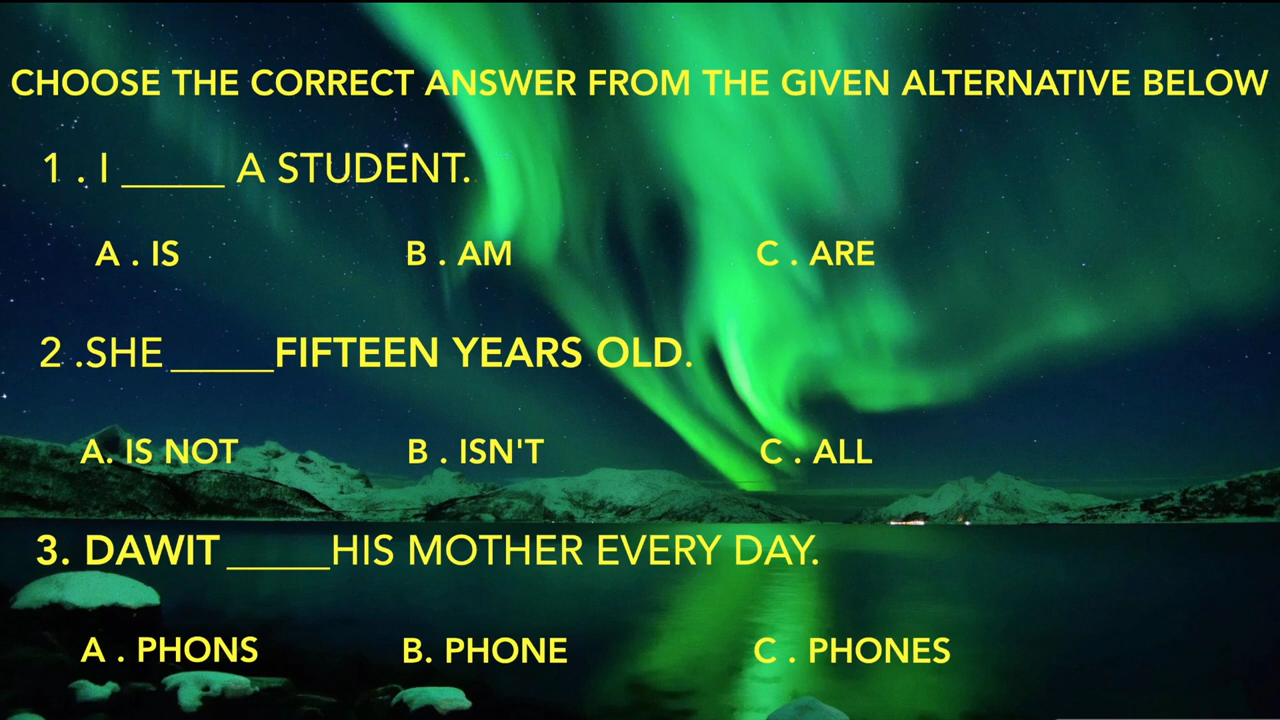 CHOOSE THE CORRECT ANSWER FROM THE GIVEN ALTERNATIVE BELOW
1 . I _____ A STUDENT.
A . IS B . AM C . ARE
2 .SHE _____FIFTEEN YEARS OLD.
A. IS NOT B . ISN'T C . ALL
3. DAWIT _____HIS MOTHER EVERY DAY.
A . PHONS B. PHONE C . PHONES